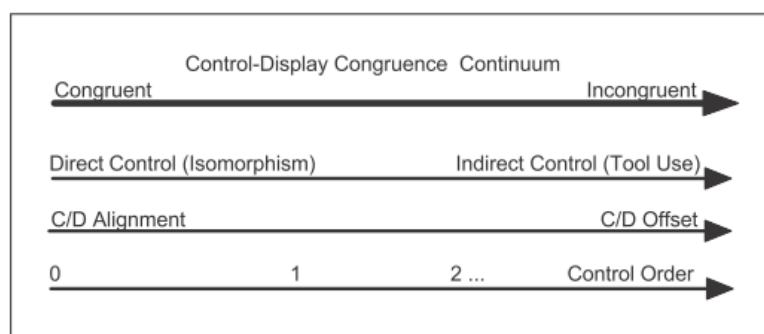 Control-Display Congruence Continuum
Congruent Incongruent
Direct Control (Isomorphism) Indirect Control (Tool Use)
C/D Alignment C/D Offset
0 1 2 ... Control Order